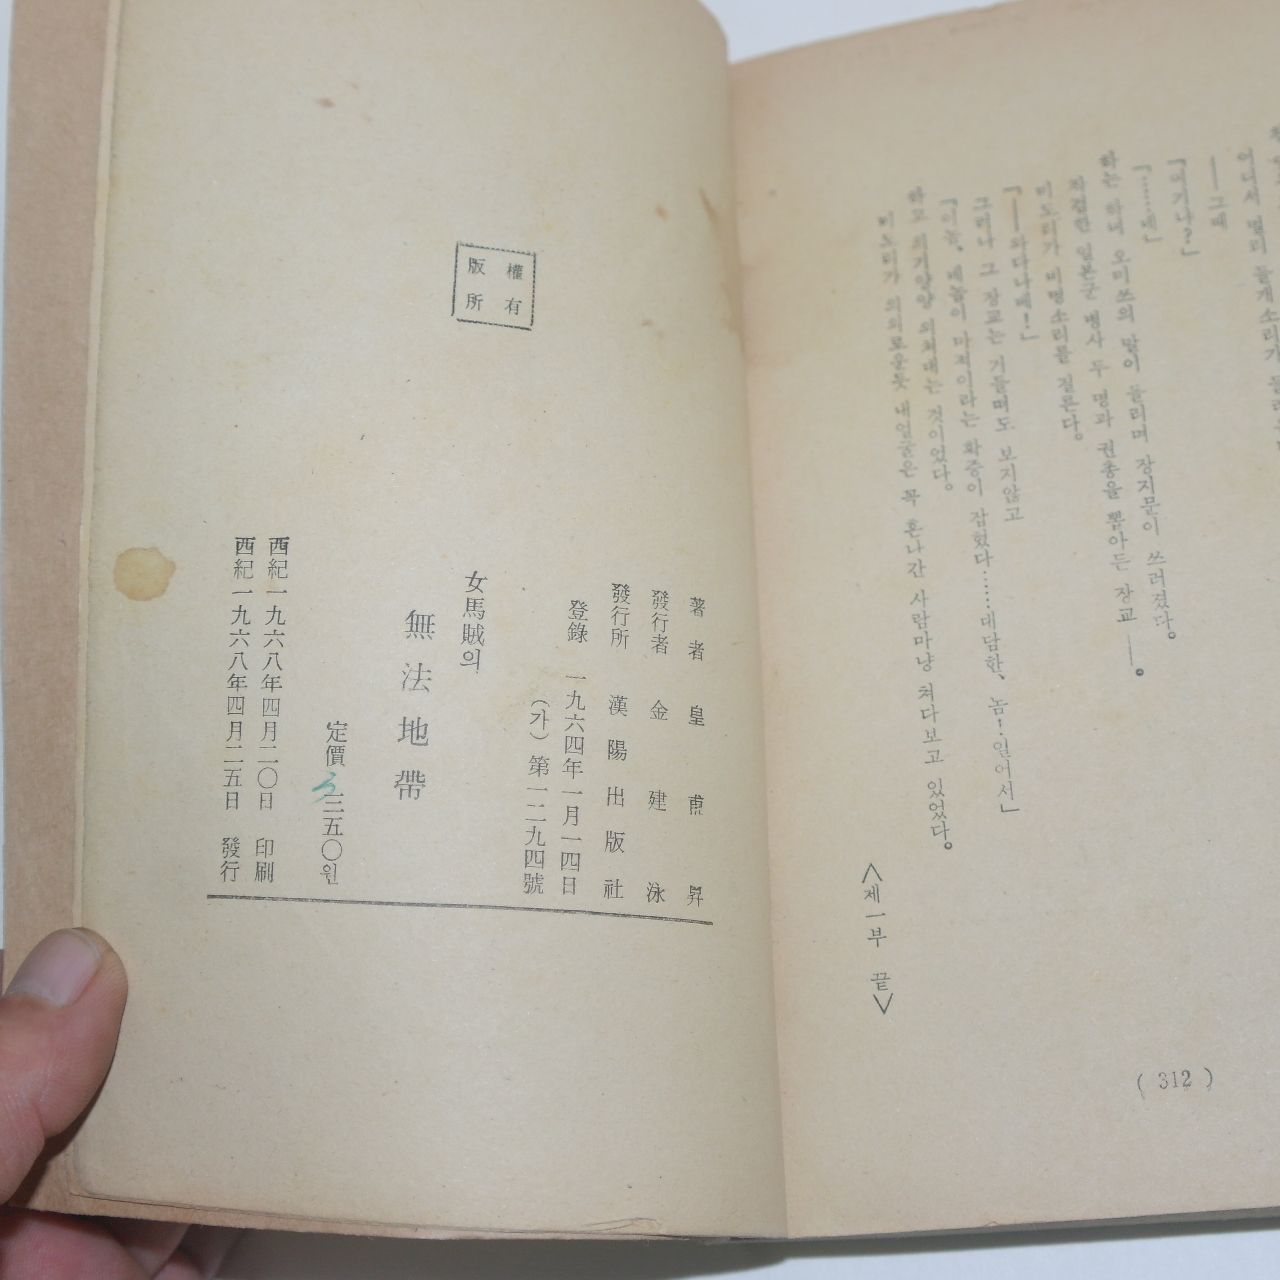 어디서 멀리 들개소리가
―그때
「여기냐?」
「……네」
하는 하녀 오미쓰의 말이 들리며 장지문이 쓰러졌다。
착검한 일본군 병사 두 명과 권총을 뽑아든 장교―。
미도리가 비명소리를 질른다。
「―와다나베!」
그러나 그 장교는 거들떠도 보지않고
「이놈、네놈이 마적이라는 확증이 잡혔다……대담한、놈!일어서」
하고 의기양양 외쳐대는 것이었다。
미도리가 의외로운듯 내얼굴은 꼭 혼나간 사람마냥 처다보고 있었다。
<제一부 끝>
( 312 )
版權
所有
著者 皇甫昇
發行者 金建泳
發行所 漢陽出版社
登錄 一九六四年一月一四日
(가) 第一二九四號
女馬賊의
無法地帶
定價 三五〇원
西紀一九六八年四月二〇日 印刷
西紀一九六八年四月二五日 發行